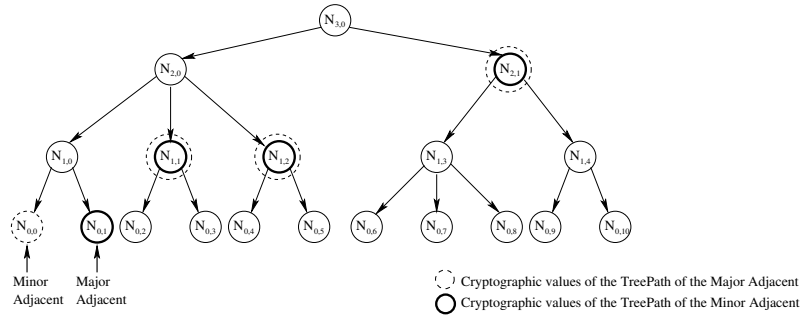 N3,0
N2,0
N2,1
N1,0
N1,1
N1,2
N1,3
N1,4
N0,0
N0,1
N0,2
N0,3
N0,4
N0,5
N0,6
N0,7
N0,8
N0,9
N0,10
Minor
Adjacent
Major
Adjacent
Cryptographic values of the TreePath of the Major Adjacent
Cryptographic values of the TreePath of the Minor Adjacent